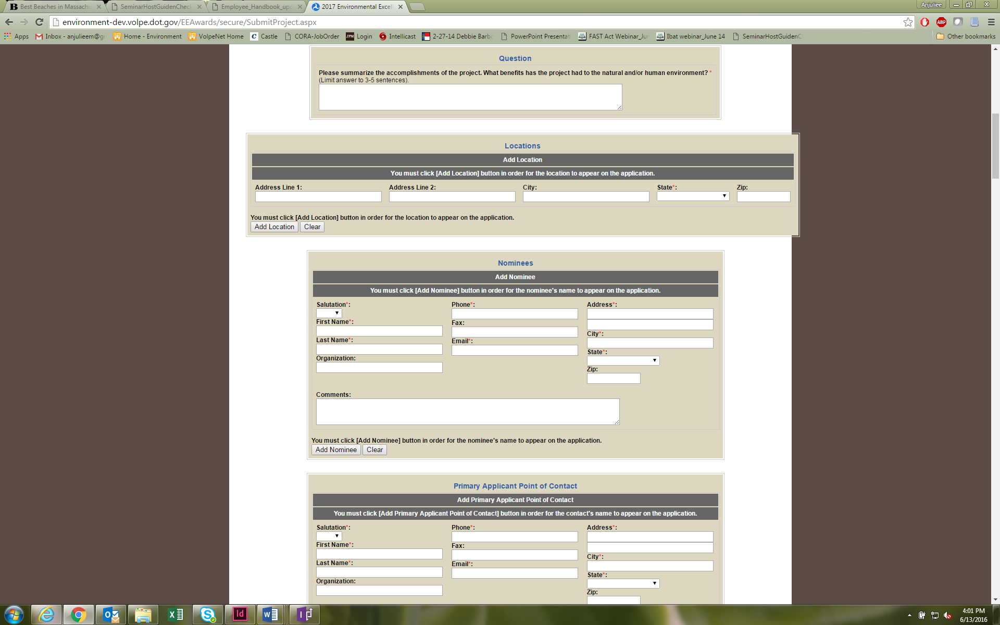 Best Beaches in Massachu
SeminarHostGuidenCheck
Employee_Handbook_upd
2017 Environmental Excell
Anjuliee
environment-dev.volpe.dot.gov/EEAwards/secure/SubmitProject.aspx
ABP
Apps
Inbox - anjulieem@g
Home - Environment
VolpeNet Home
Castle
CORA-JobOrder
JPM Login
Intellicast
2-27-14 Debbie Barb
PowerPoint Presentat
FAST Act Webinar_Jun
Ibat webinar_June 14
SeminarHostGuidenC
Other bookmarks
Question
Please summarize the accomplishments of the project. What benefits has the project had to the natural and/or human environment? *
(Limit answer to 3-5 sentences).
Locations
Add Location
You must click [Add Location] button in order for the location to appear on the application.
Address Line 1: Address Line 2: City: State*: Zip:
You must click [Add Location] button in order for the location to appear on the application.
Add Location Clear
Nominees
Add Nominee
You must click [Add Nominee] button in order for the nominee's name to appear on the application.
Salutation*:
First Name*:
Last Name*:
Organization:
Phone*:
Fax:
Email*:
Address*:
City*:
State*:
Zip:
Comments:
You must click [Add Nominee] button in order for the nominee's name to appear on the application.
Add Nominee Clear
Primary Applicant Point of Contact
Add Primary Applicant Point of Contact
You must click [Add Primary Applicant Point of Contact] button in order for the contact's name to appear on the application.
Salutation*:
First Name*:
Last Name*:
Organization:
Phone*:
Fax:
Email*:
Address*:
City*:
State*:
Zip:
4:01 PM
6/13/2016